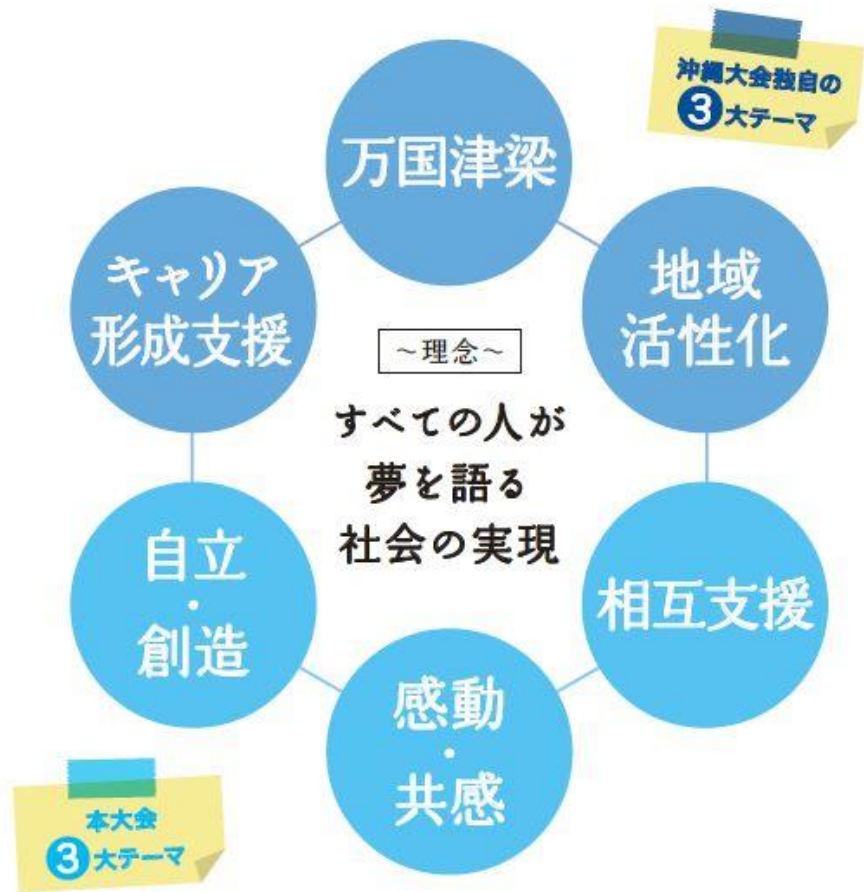 沖縄大会独自の
3大テーマ
万国津梁
キャリア
形成支援
地域
活性化
～理念～
すべての人が
夢を語る
社会の実現
自立
・
創造
相互支援
感動
・
共感
本大会
3大テーマ